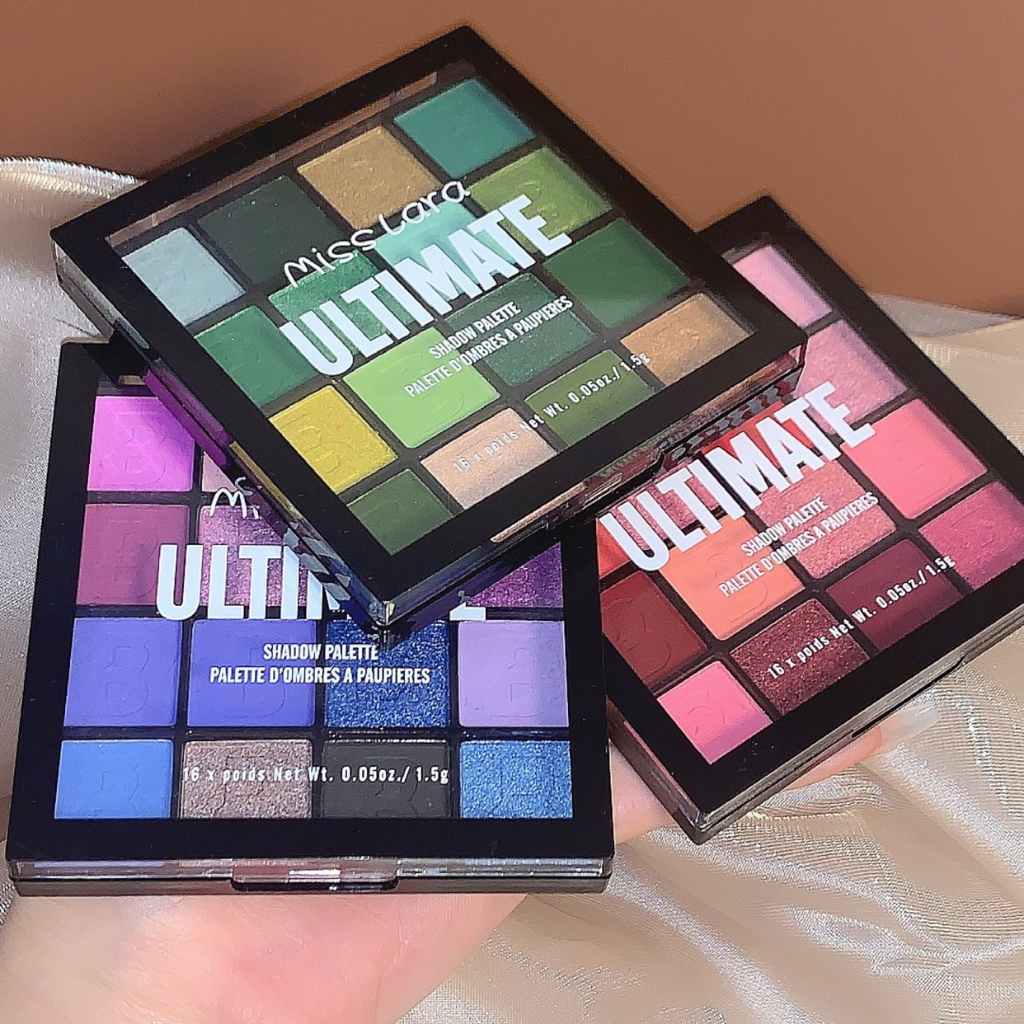 Miss Lara
ULTIMATE
SHADOW PALETTE
PALETTE D'OMBRES A PAUPIERES
16 x poids Net Wt. 0.05oz./ 1.5g
ULTIMATE
SHADOW PALETTE
PALETTE D'OMBRES A PAUPIERES
16 x poids Net Wt. 0.05oz./ 1.5g
SHADOW PALETTE
PALETTE D'OMBRES A PAUPIERES
16 x poids Net Wt. 0.05oz./ 1.5g